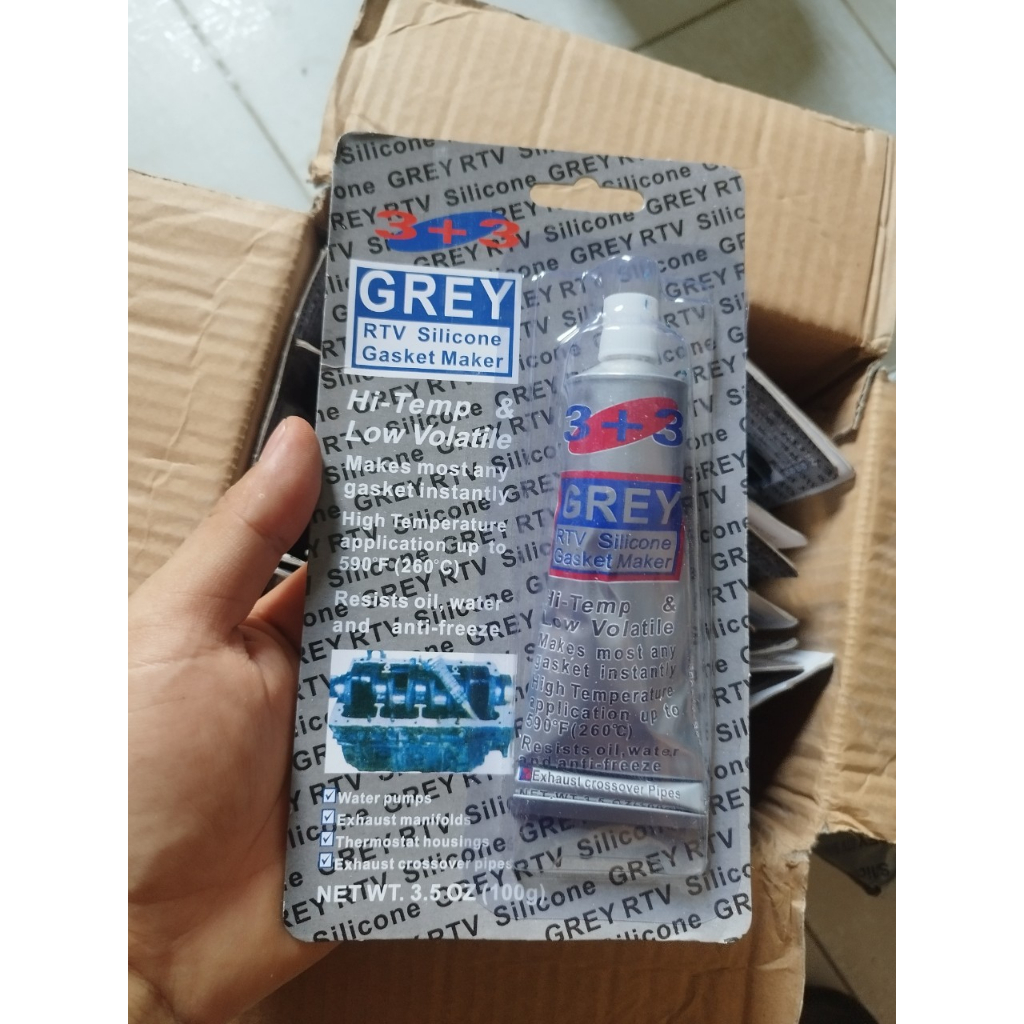 3+3
GREY
RTV Silicone
Gasket Maker
Hi-Temp &
Low Volatile
Makes most any
gasket instantly
High Temperature
application up to
590°F (260°C)
Resists oil, water
and anti-freeze
Water pumps
Exhaust manifolds
Thermostat housings
Exhaust crossover pipes
NET WT. 3.5 OZ (100g)
3+3
GREY
RTV Silicone
Gasket Maker
Hi-Temp &
Low Volatile
Makes most any
gasket instantly
High Temperature
application up to
590°F(260℃)
Resists oil, water
and anti-freeze
Exhaust crossover Pipes
GREY RTV Silicone